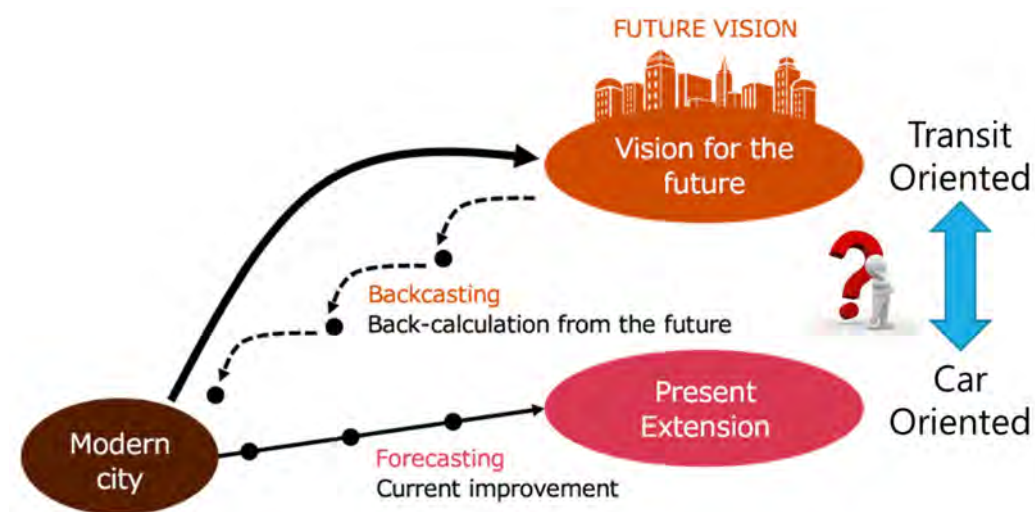 FUTURE VISION
Vision for the
future
Transit
Oriented
Backcasting
Back-calculation from the future
Present
Extension
Car
Oriented
Modern
city
Forecasting
Current improvement